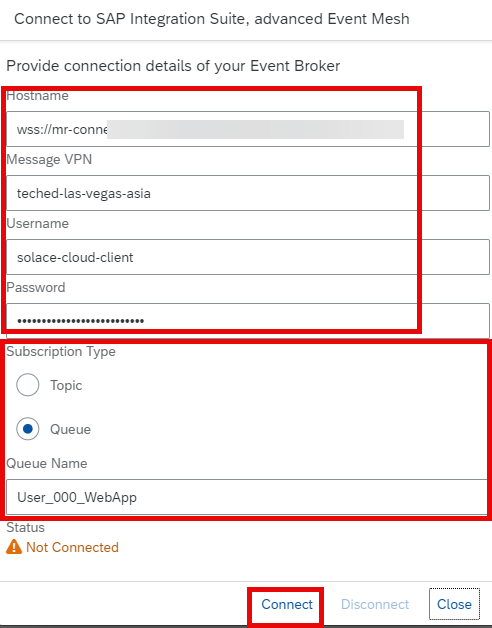 Connect to SAP Integration Suite, advanced Event Mesh
Provide connection details of your Event Broker
Hostname
wss://mr-conne
Message VPN
teched-las-vegas-asia
Username
solace-cloud-client
Password
••••••••••••••••••••••••••
Subscription Type
Topic
Queue
Queue Name
User_000_WebApp
Status
Not Connected
Connect Disconnect Close